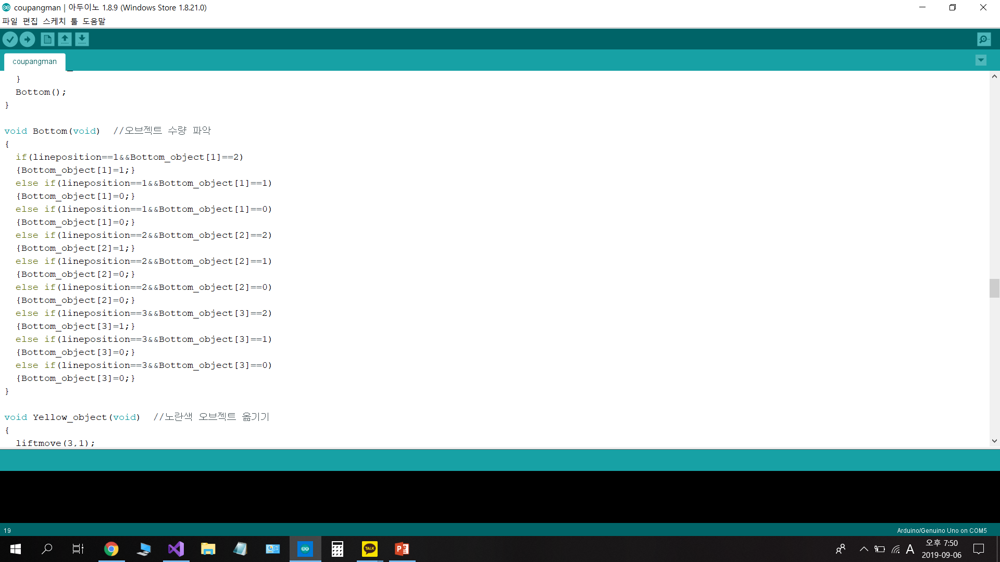 coupangman | 아두이노 1.8.9 (Windows Store 1.8.21.0)
파일 편집 스케치 툴 도움말
coupangman
}
Bottom();
}
void Bottom(void)  //오브젝트 수량 파악
{
if(lineposition==1&&Bottom_object[1]==2)
{Bottom_object[1]=1;}
else if(lineposition==1&&Bottom_object[1]==1)
{Bottom_object[1]=0;}
else if(lineposition==1&&Bottom_object[1]==0)
{Bottom_object[1]=0;}
else if(lineposition==2&&Bottom_object[2]==2)
{Bottom_object[2]=1;}
else if(lineposition==2&&Bottom_object[2]==1)
{Bottom_object[2]=0;}
else if(lineposition==2&&Bottom_object[2]==0)
{Bottom_object[2]=0;}
else if(lineposition==3&&Bottom_object[3]==2)
{Bottom_object[3]=1;}
else if(lineposition==3&&Bottom_object[3]==1)
{Bottom_object[3]=0;}
else if(lineposition==3&&Bottom_object[3]==0)
{Bottom_object[3]=0;}
}
void Yellow_object(void)  //노란색 오브젝트 옮기기
{
liftmove(3,1);
19
Arduino/Genuino Uno on COM5
TALK
P
A
오후 7:50
2019-09-06